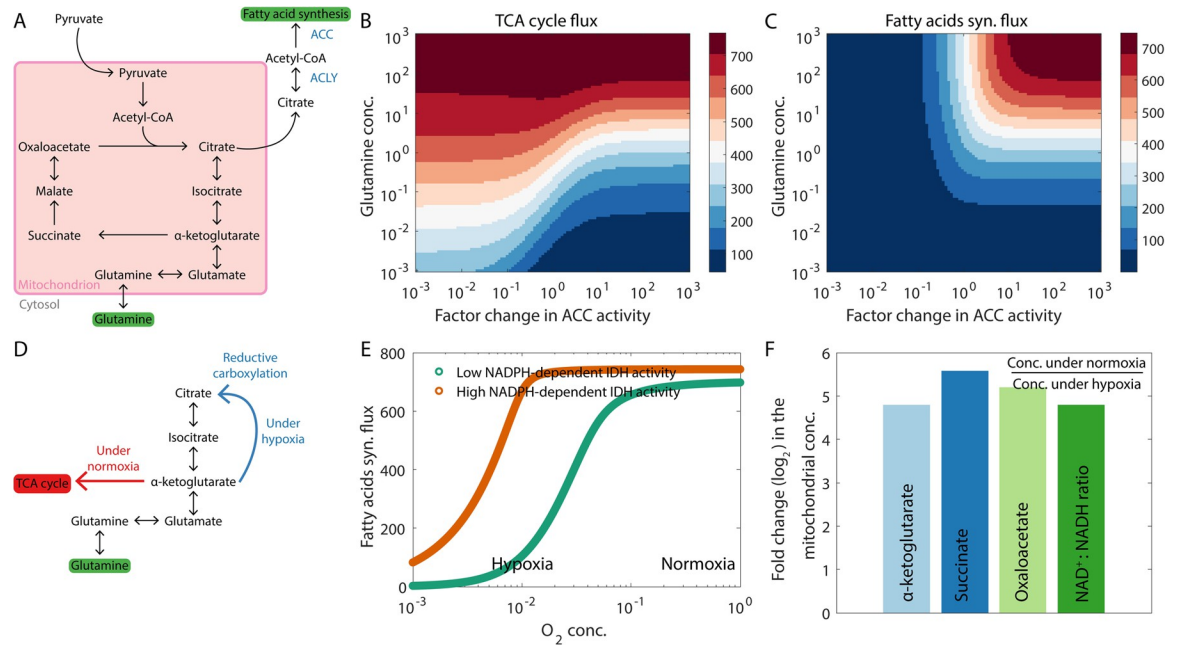 A
Pyruvate
Fatty acid synthesis
ACC
Acetyl-CoA
ACLY
Citrate
Pyruvate
Acetyl-CoA
Oxaloacetate
Citrate
Malate
Isocitrate
Succinate
α-ketoglutarate
Glutamine
Glutamate
Mitochondrion
Cytosol
Glutamine
B
TCA cycle flux
Glutamine conc.
10^3
10^2
10^1
10^0
10^-1
10^-2
10^-3
10^-3 10^-2 10^-1 10^0 10^1 10^2 10^3
Factor change in ACC activity
700
600
500
400
300
200
100
C
Fatty acids syn. flux
Glutamine conc.
10^3
10^2
10^1
10^0
10^-1
10^-2
10^-3
10^-3 10^-2 10^-1 10^0 10^1 10^2 10^3
Factor change in ACC activity
700
600
500
400
300
200
100
D
Reductive
carboxylation
Citrate
Under
hypoxia
Isocitrate
Under
normoxia
TCA cycle
α-ketoglutarate
Glutamine
Glutamate
Glutamine
E
Fatty acids syn. flux
800
600
400
200
0
Low NADPH-dependent IDH activity
High NADPH-dependent IDH activity
Hypoxia
Normoxia
10^-3 10^-2 10^-1 10^0
O2 conc.
F
Fold change (log2) in the
mitochondrial conc.
6
5
4
3
2
1
0
Conc. under normoxia
Conc. under hypoxia
α-ketoglutarate
Succinate
Oxaloacetate
NAD+: NADH ratio